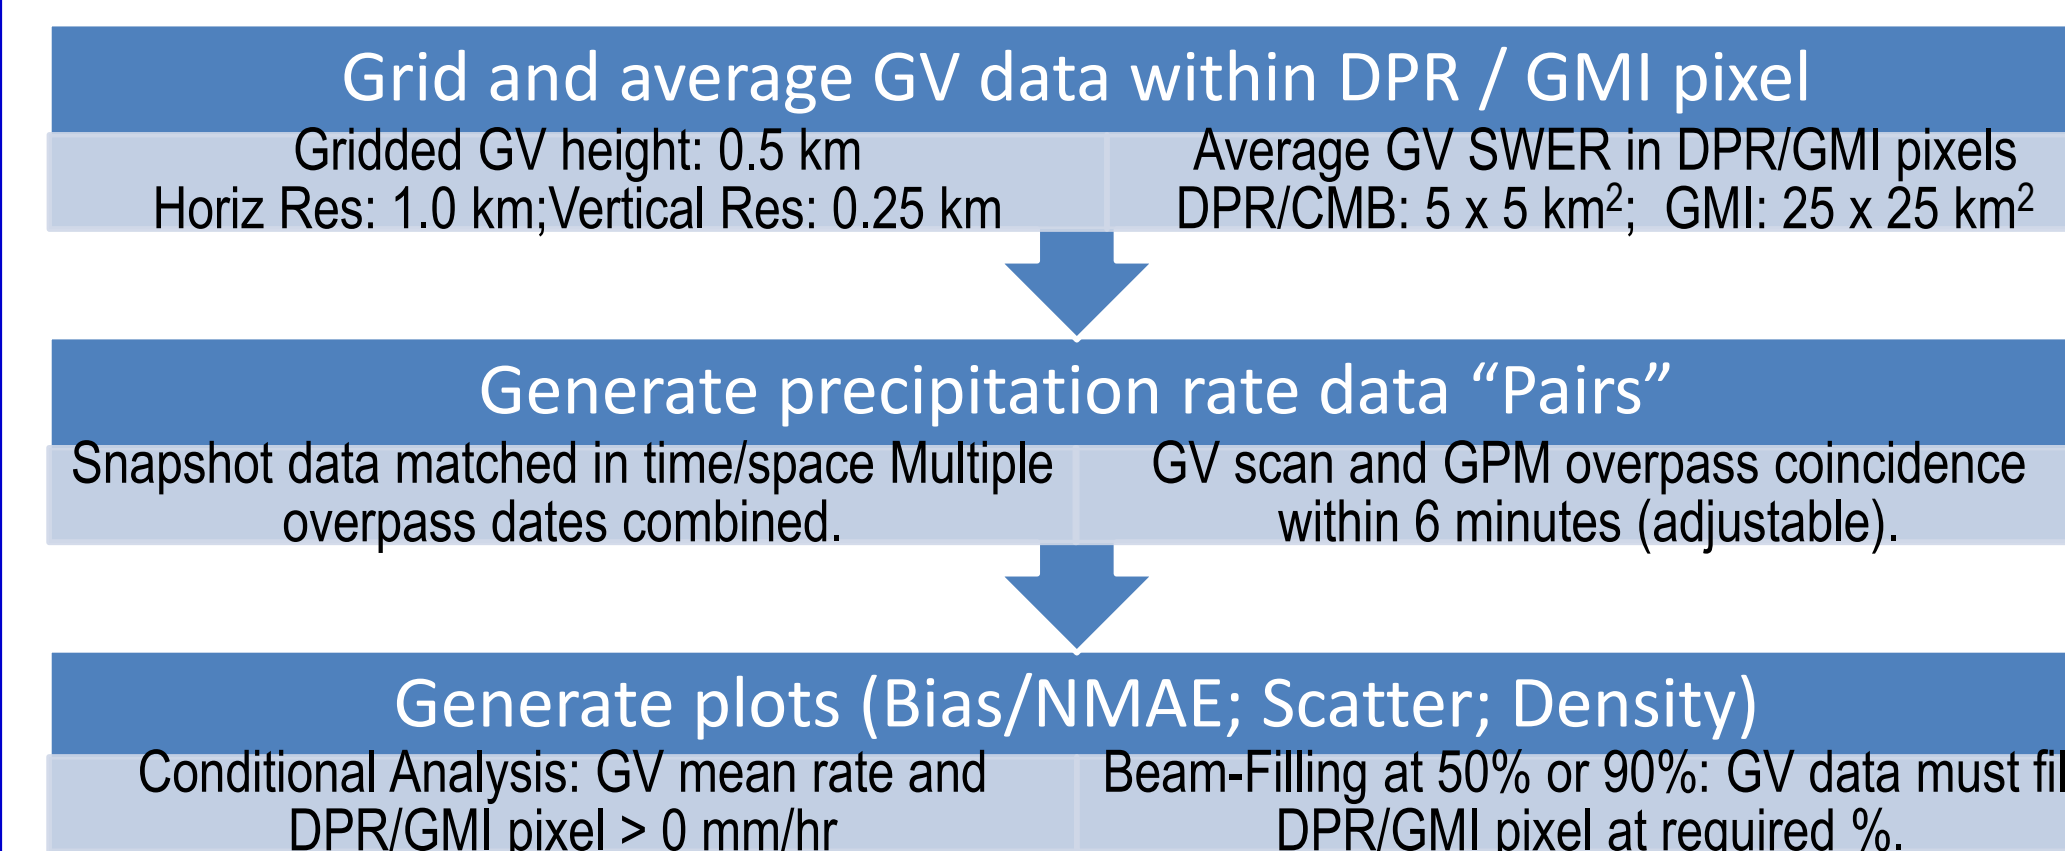 Grid and average GV data within DPR / GMI pixel
Gridded GV height: 0.5 km
Horiz Res: 1.0 km;Vertical Res: 0.25 km
Average GV SWER in DPR/GMI pixels
DPR/CMB: 5 x 5 km²; GMI: 25 x 25 km²
Generate precipitation rate data “Pairs”
Snapshot data matched in time/space Multiple
overpass dates combined.
GV scan and GPM overpass coincidence
within 6 minutes (adjustable).
Generate plots (Bias/NMAE; Scatter; Density)
Conditional Analysis: GV mean rate and
DPR/GMI pixel > 0 mm/hr
Beam-Filling at 50% or 90%: GV data must
DPR/GMI pixel at required %.